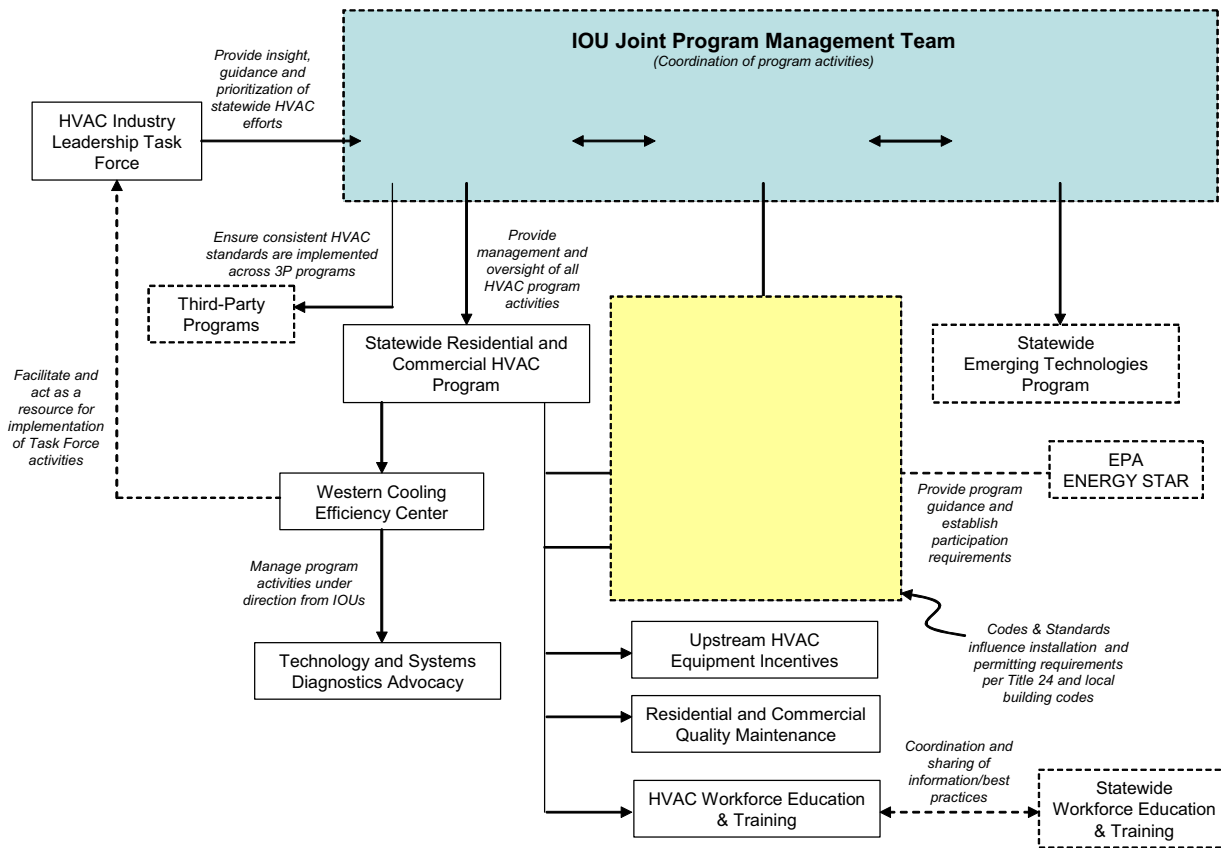 IOU Joint Program Management Team
(Coordination of program activities)
Provide insight,
guidance and
prioritization of
statewide HVAC
efforts
HVAC Industry
Leadership Task
Force
Ensure consistent HVAC
standards are implemented
across 3P programs
Provide
management and
oversight of all
HVAC program
activities
Third-Party
Programs
Statewide Residential and
Commercial HVAC
Program
Statewide
Emerging Technologies
Program
Facilitate and
act as a
resource for
implementation
of Task Force
activities
Western Cooling
Efficiency Center
EPA
ENERGY STAR
Provide program
guidance and
establish
participation
requirements
Manage program
activities under
direction from IOUs
Technology and Systems
Diagnostics Advocacy
Upstream HVAC
Equipment Incentives
Codes & Standards
influence installation and
permitting requirements
per Title 24 and local
building codes
Residential and Commercial
Quality Maintenance
Coordination and
sharing of
information/best
practices
HVAC Workforce Education
& Training
Statewide
Workforce Education
& Training